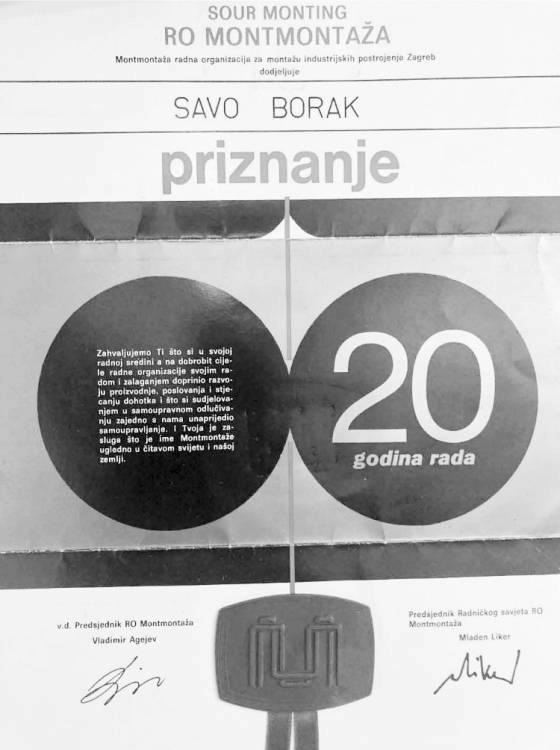 SOUR MONTING
RO MONTMONTAŽA
Montmontaža radna organizacija za montažu industrijskih postrojenje Zagreb
dodjeljuje
SAVO BORAK
priznanje
Zahvaljujemo Ti što si u svojoj
radnoj sredini a na dobrobit cije-
le radne organizacije svojim ra-
dom i zalaganjem doprinio razvo-
ju proizvodnje, poslovanja i stje-
canju dohotka i što si sudjelova-
njem u samoupravnom odlučiva-
nju zajedno s nama unaprijedio
samoupravljanje. I Tvoja je za-
sluga što je ime Montmontaže
ugledno u čitavom svijetu i našoj
zemlji.
20
godina rada
v.d. Predsjednik RO Montmontaža
Vladimir Agejev
Predsjednik Radničkog savjeta RO
Montmontaža
Mladen Liker